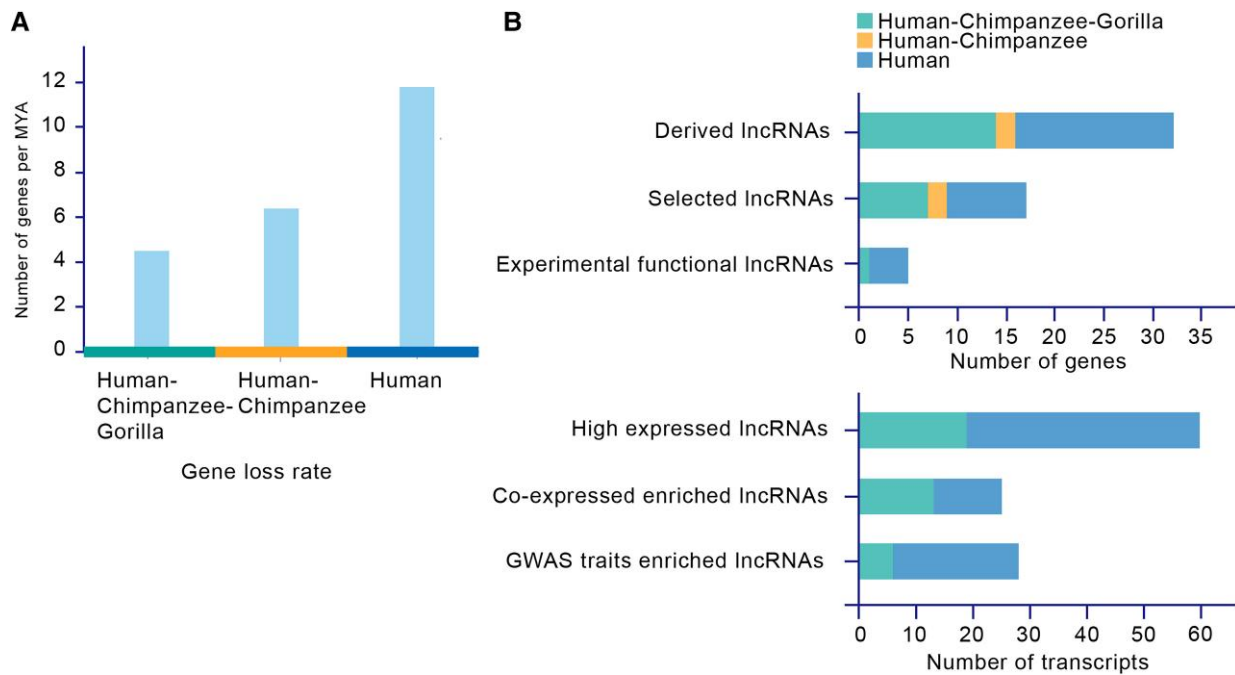 A
Number of genes per MYA
12
10
8
6
4
2
0
Human-
Chimpanzee-
Gorilla
Human-
Chimpanzee
Human
Gene loss rate
B
Human-Chimpanzee-Gorilla
Human-Chimpanzee
Human
Derived lncRNAs
Selected lncRNAs
Experimental functional lncRNAs
0 5 10 15 20 25 30 35
Number of genes
High expressed lncRNAs
Co-expressed enriched lncRNAs
GWAS traits enriched lncRNAs
0 10 20 30 40 50 60
Number of transcripts